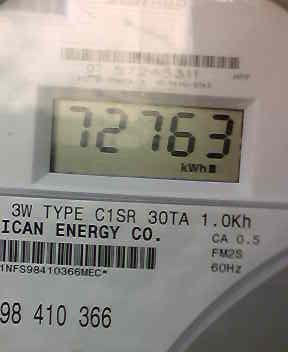 72763
kWh
3W TYPE C1SR 30TA 1.0Kh
ICAN ENERGY CO.
CA 0.5
FM2S
1NFS98410366MEC*
60Hz
98 410 366